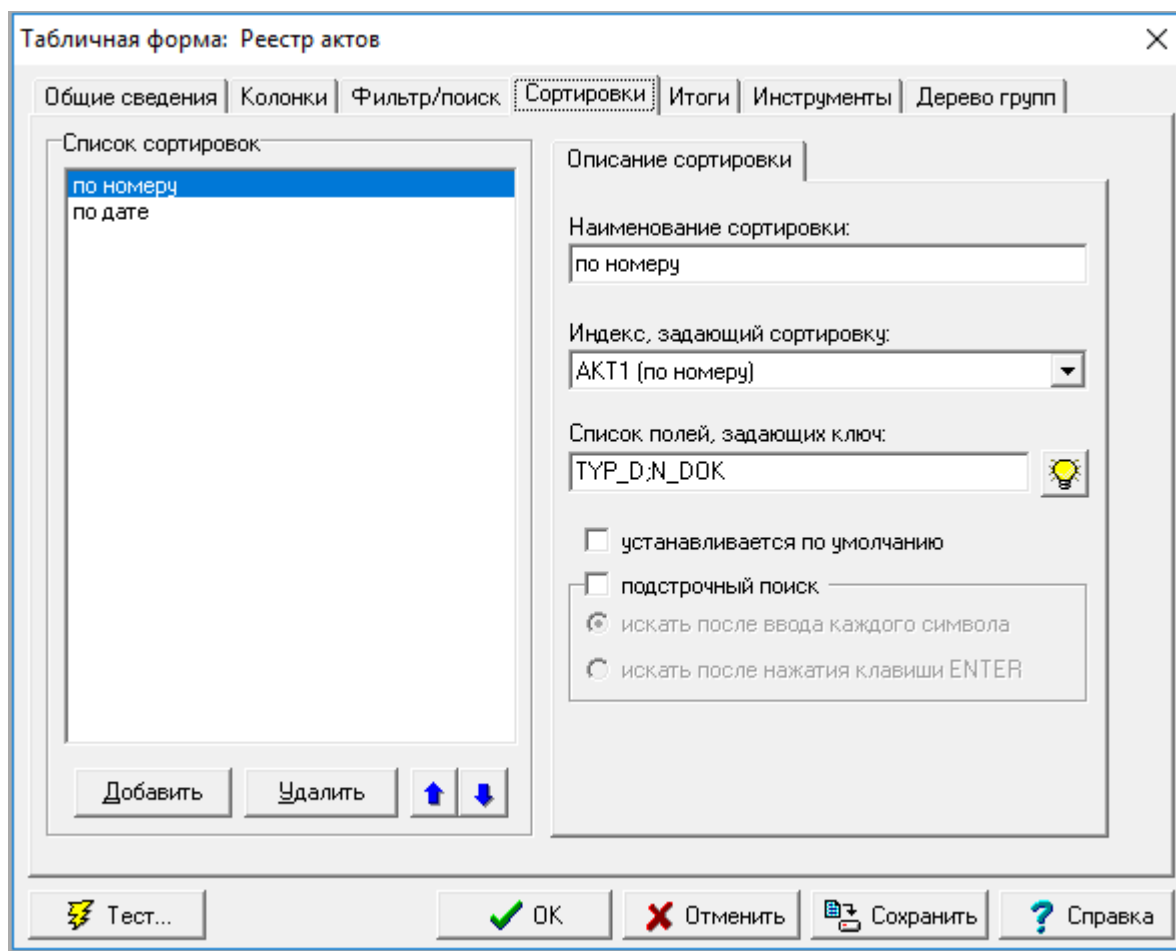 Табличная форма: Реестр актов
Общие сведения Колонки Фильтр/поиск Сортировки Итоги Инструменты Дерево групп
Список сортировок
по номеру
по дате
Добавить Удалить
Описание сортировки
Наименование сортировки:
по номеру
Индекс, задающий сортировку:
АКТ1 (по номеру)
Список полей, задающих ключ:
TYP_D;N_DOK
устанавливается по умолчанию
подстрочный поиск
искать после ввода каждого символа
искать после нажатия клавиши ENTER
Тест... OK Отменить Сохранить Справка